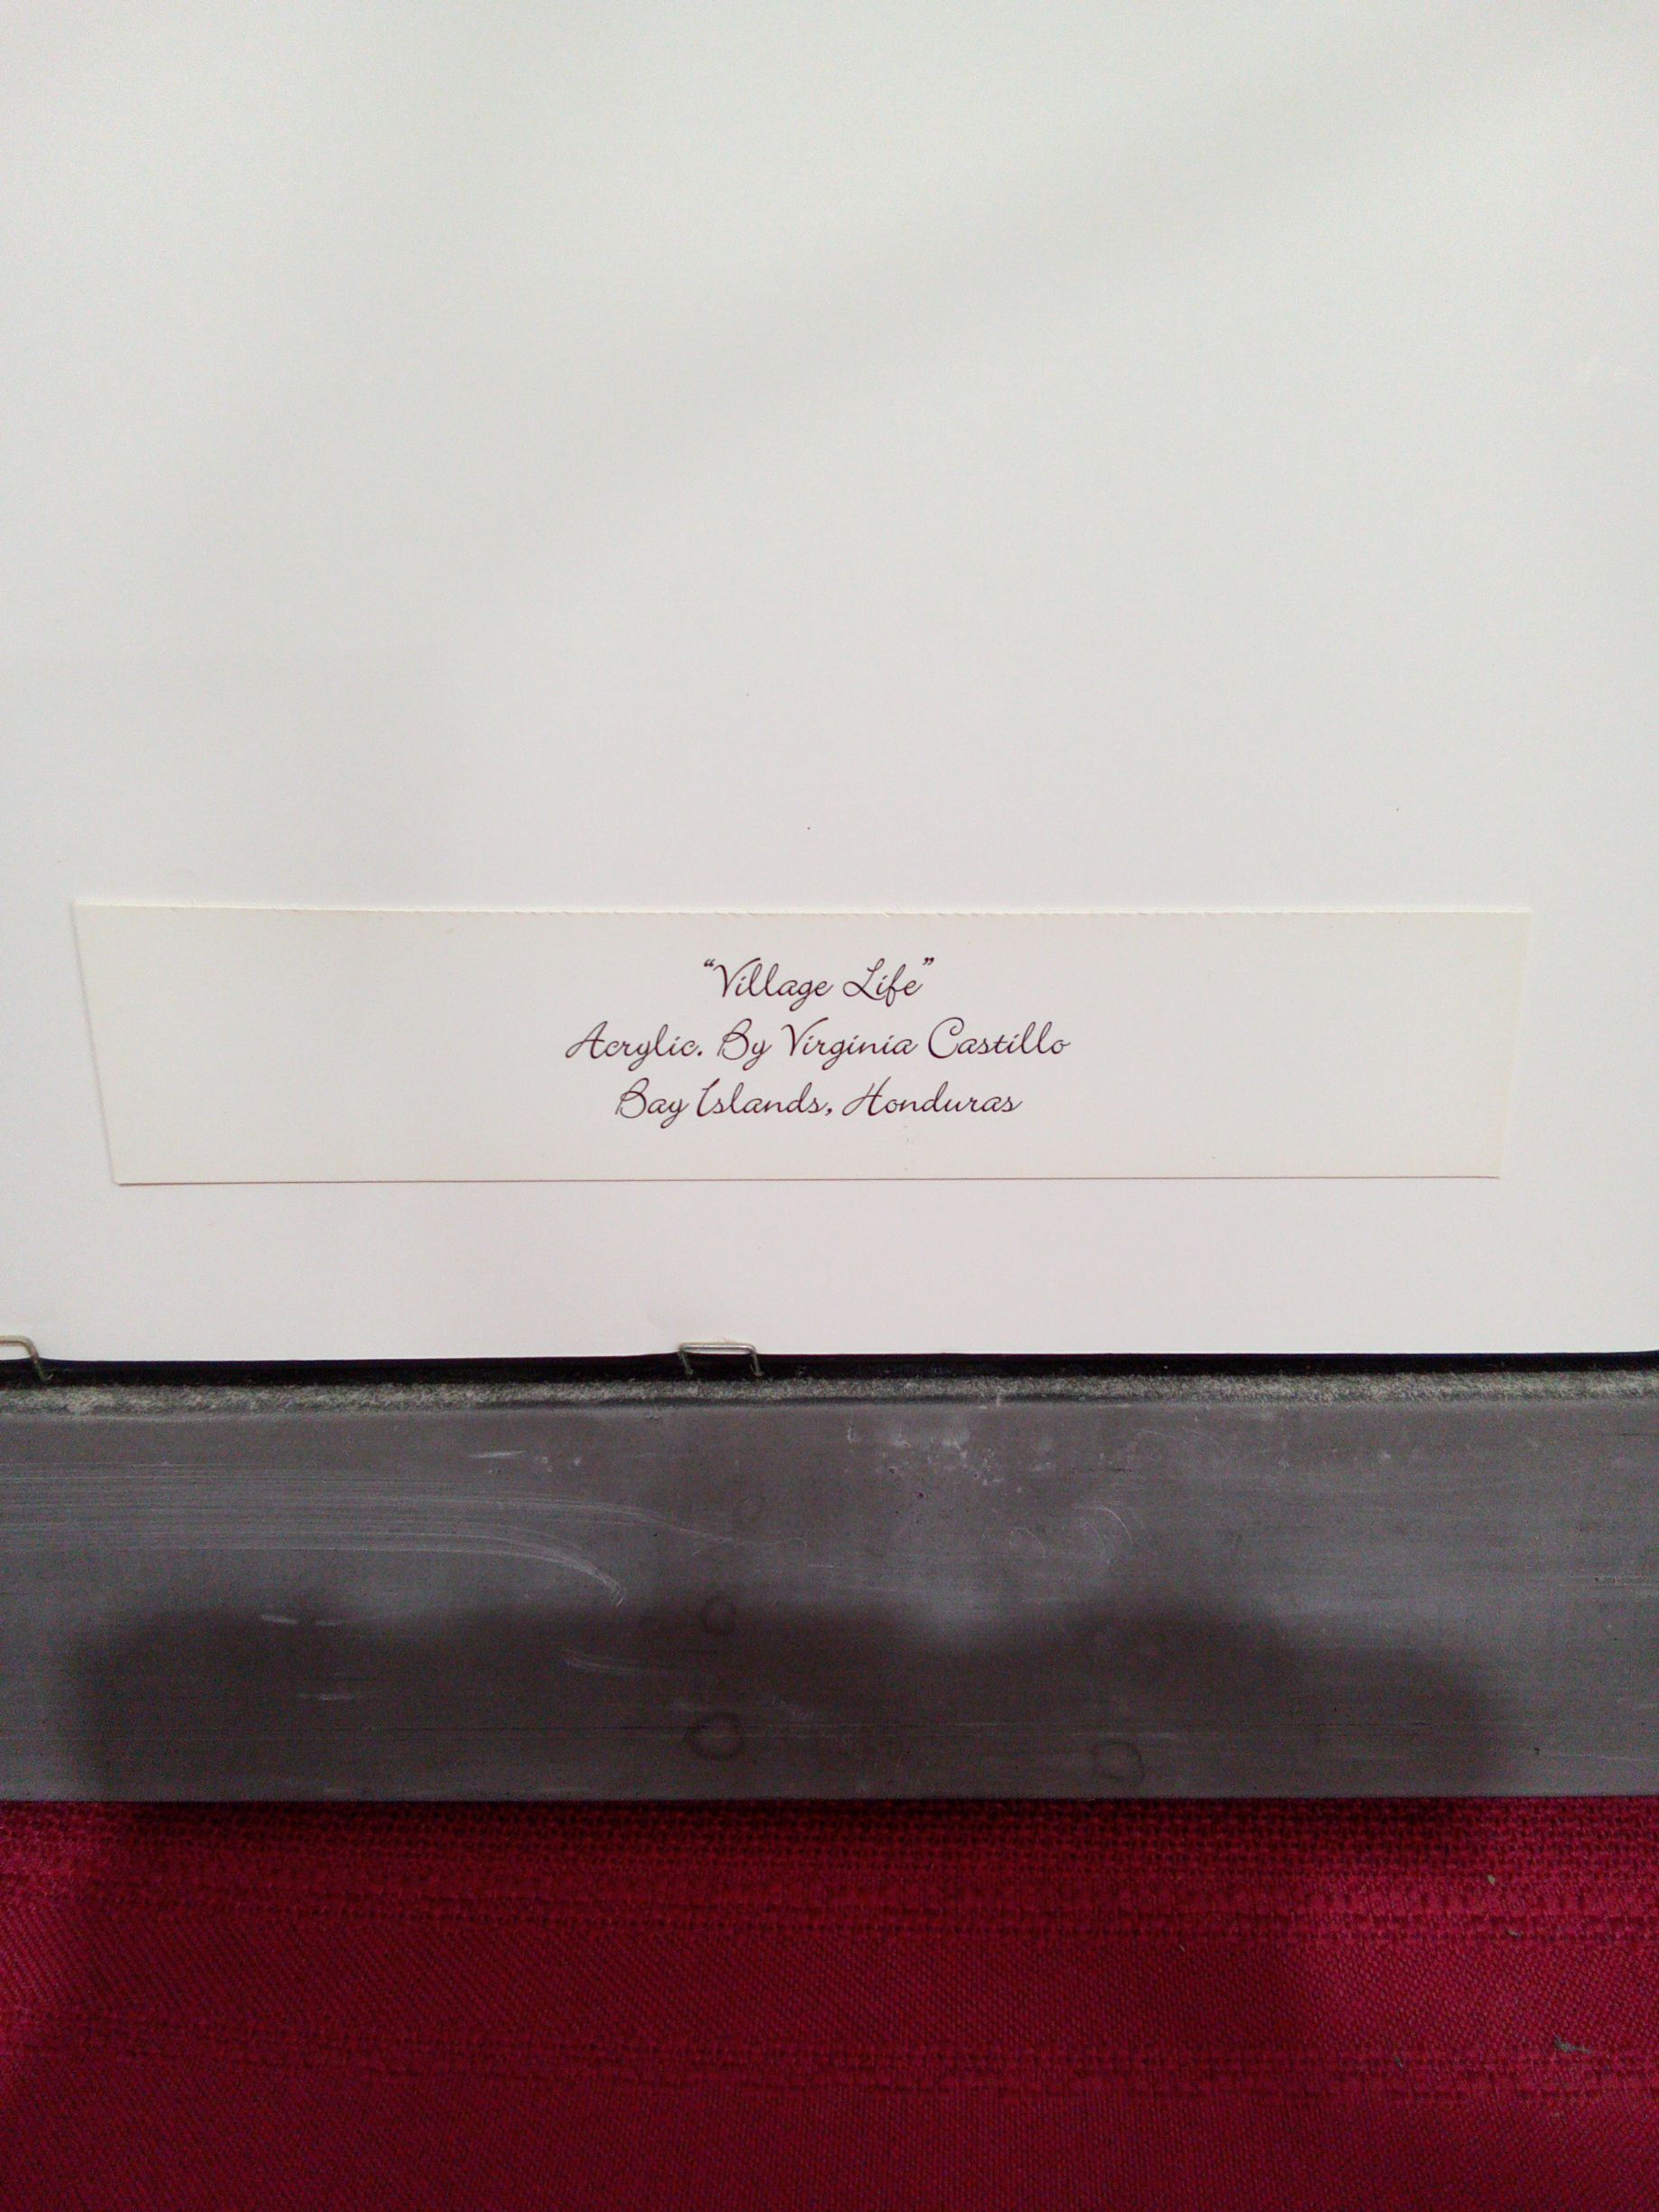 “Village Life”
Acrylic. By Virginia Castillo
Bay Islands, Honduras